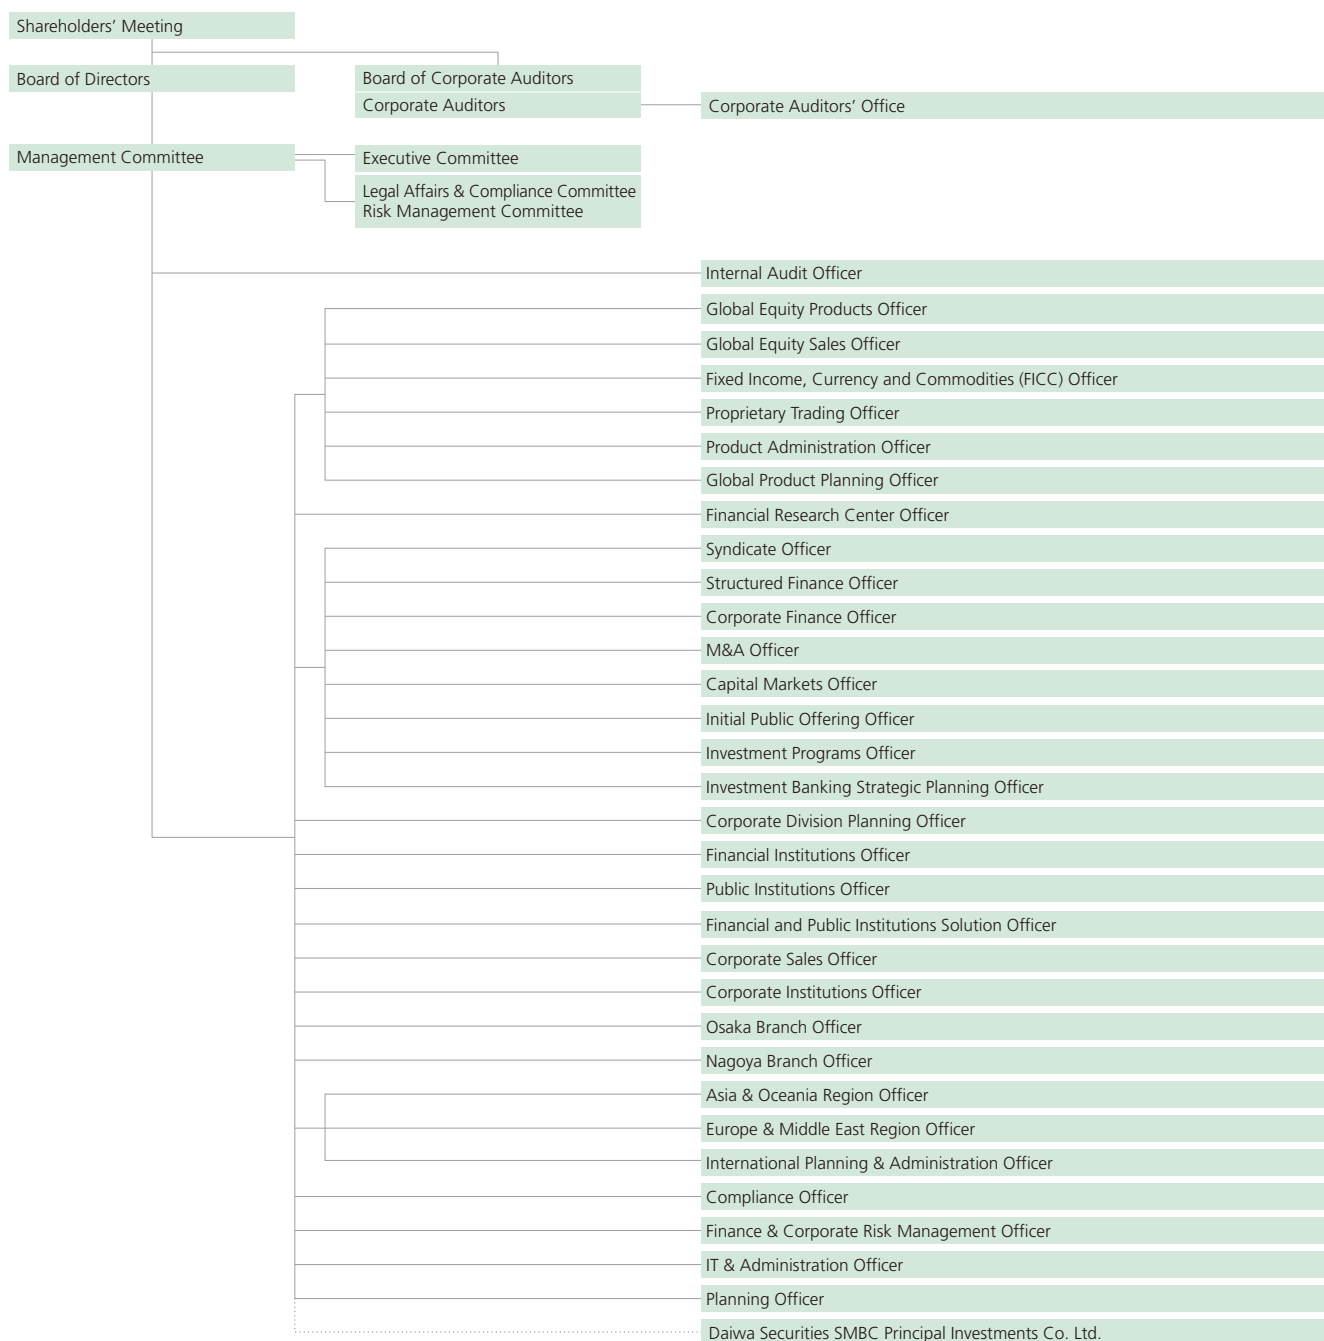 Shareholders’ Meeting
Board of Directors
Board of Corporate Auditors
Corporate Auditors
Corporate Auditors’ Office
Management Committee
Executive Committee
Legal Affairs & Compliance Committee
Risk Management Committee
Internal Audit Officer
Global Equity Products Officer
Global Equity Sales Officer
Fixed Income, Currency and Commodities (FICC) Officer
Proprietary Trading Officer
Product Administration Officer
Global Product Planning Officer
Financial Research Center Officer
Syndicate Officer
Structured Finance Officer
Corporate Finance Officer
M&A Officer
Capital Markets Officer
Initial Public Offering Officer
Investment Programs Officer
Investment Banking Strategic Planning Officer
Corporate Division Planning Officer
Financial Institutions Officer
Public Institutions Officer
Financial and Public Institutions Solution Officer
Corporate Sales Officer
Corporate Institutions Officer
Osaka Branch Officer
Nagoya Branch Officer
Asia & Oceania Region Officer
Europe & Middle East Region Officer
International Planning & Administration Officer
Compliance Officer
Finance & Corporate Risk Management Officer
IT & Administration Officer
Planning Officer
Daiwa Securities SMBC Principal Investments Co. Ltd.